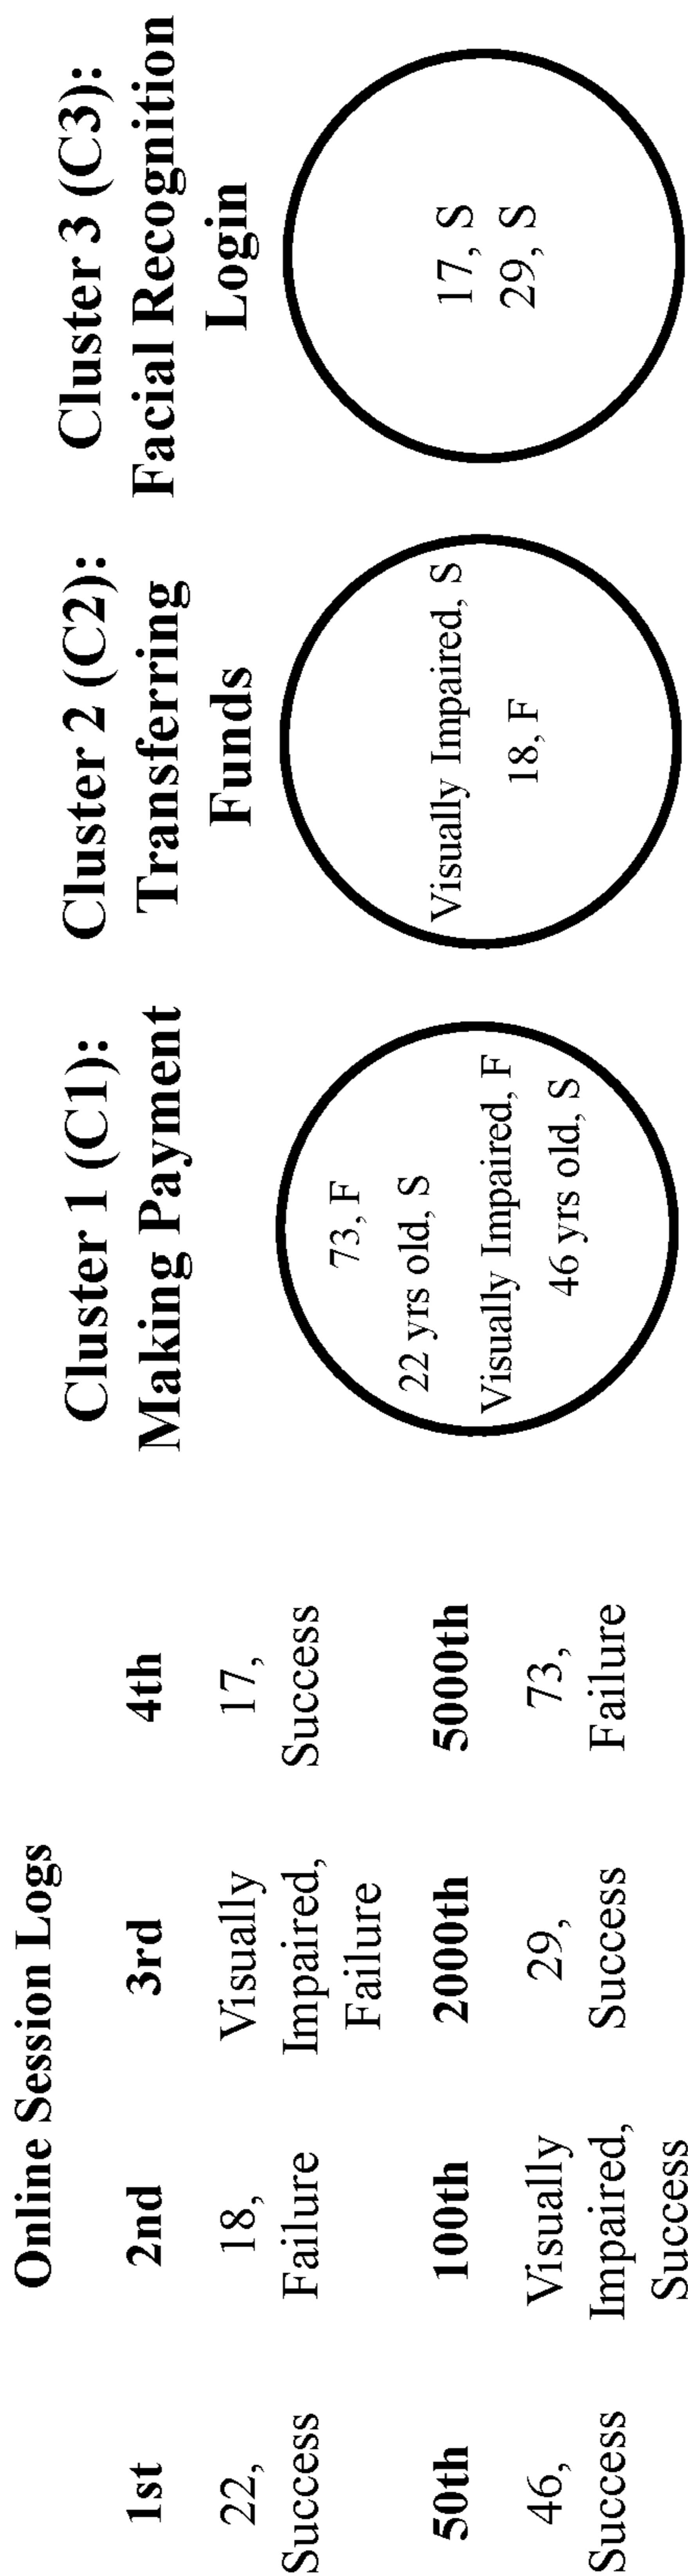 Online Session Logs
1st
2nd
3rd
4th
22,
Success
18,
Failure
Visually
Impaired,
Failure
17,
Success
50th
100th
2000th
5000th
46,
Success
Visually
Impaired,
Success
29,
Success
73,
Failure
Cluster 1 (C1):
Making Payment
73, F
22 yrs old, S
Visually Impaired, F
46 yrs old, S
Cluster 2 (C2):
Transferring
Funds
Visually Impaired, S
18, F
Cluster 3 (C3):
Facial Recognition
Login
17, S
29, S